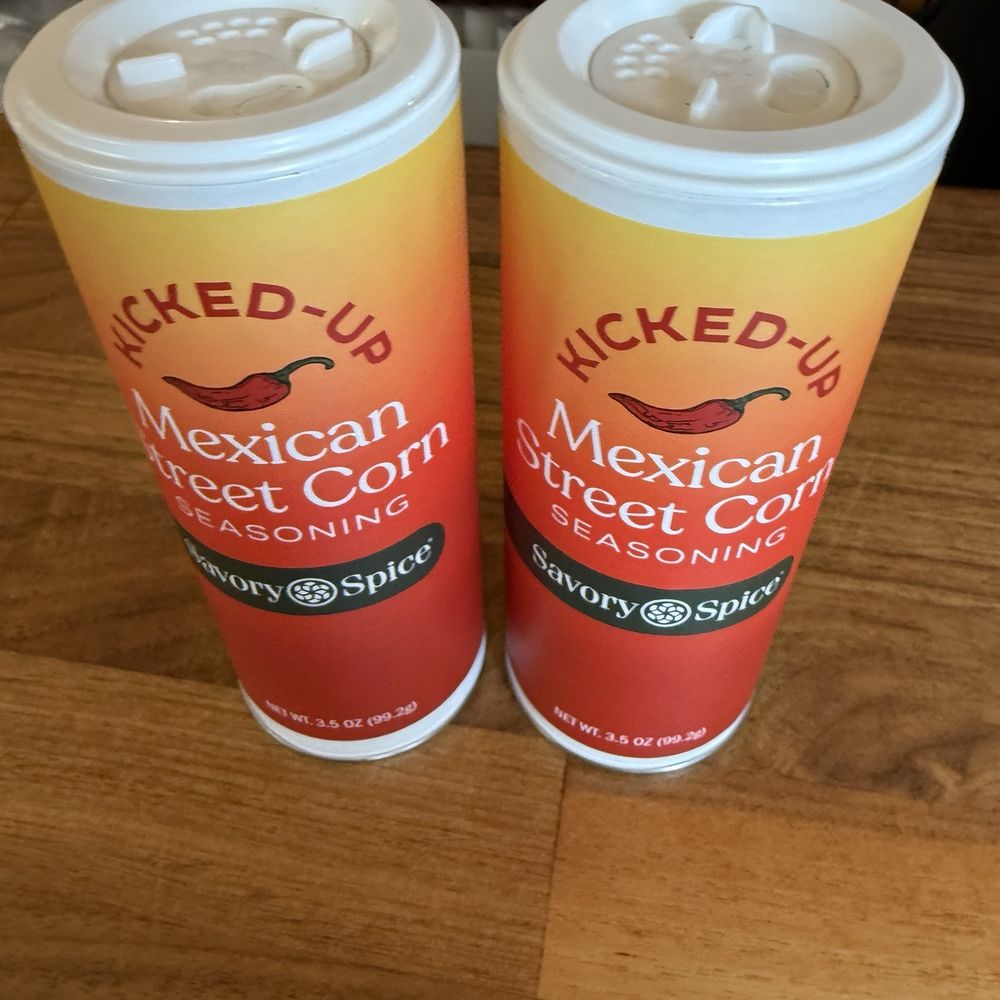 KICKED-UP
Mexican
Street Corn
SEASONING
Savory Spice
NET WT. 3.5 OZ (99.2g)
KICKED-UP
Mexican
Street Corn
SEASONING
Savory Spice
NET WT. 3.5 OZ (99.2g)